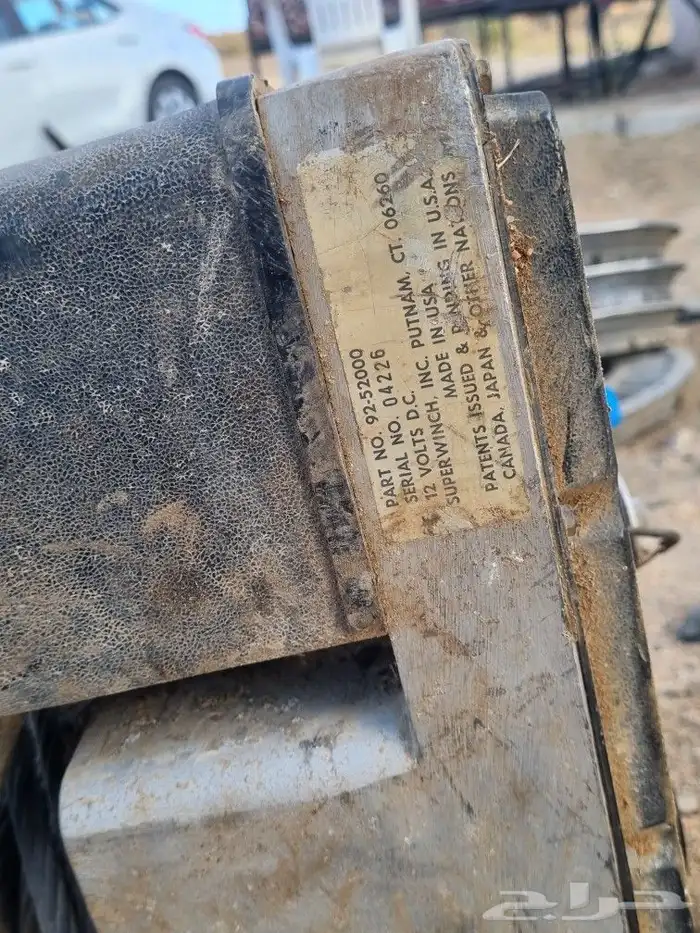 PART NO. 92-52000
SERIAL NO. 04226
12 VOLTS D.C.
SUPERWINCH, INC. PUTNAM, CT. 06260
MADE IN USA
PATENTS ISSUED & PENDING IN U.S.A.
CANADA, JAPAN & OTHER NATIONS
حراج